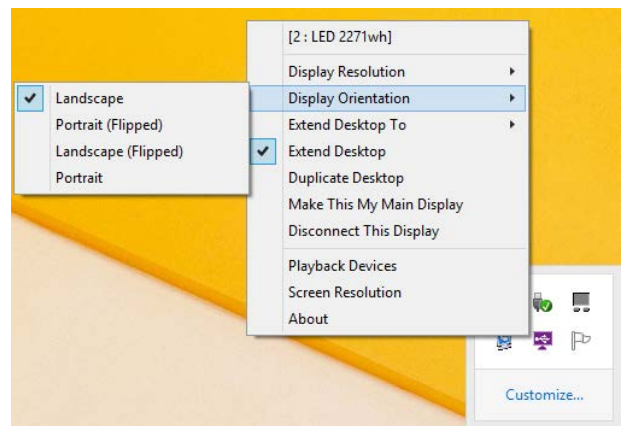 [2 : LED 2271wh]
Display Resolution
Display Orientation
Extend Desktop To
Extend Desktop
Duplicate Desktop
Make This My Main Display
Disconnect This Display
Playback Devices
Screen Resolution
About
Landscape
Portrait (Flipped)
Landscape (Flipped)
Portrait
Customize...